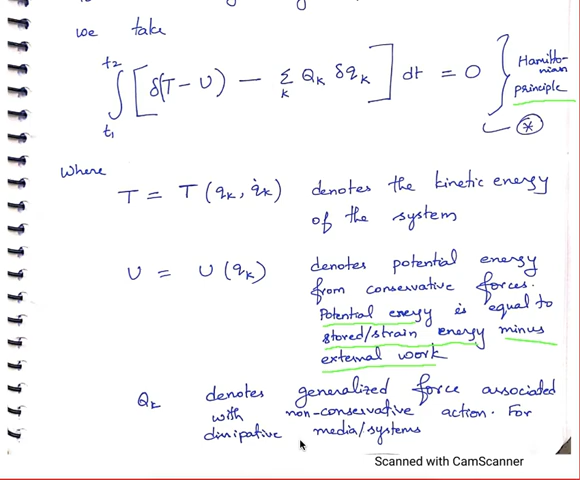 we take
t2
∫ [ δ(T - U) - Σ Qk δqk ] dt = 0 } Hamilto-
k
nian
principle
t1
*
Where
T = T (qk, q̇k) denotes the kinetic energy
of the system
U = U (qk) denotes potential energy
from conservative forces.
Potential energy is equal to
stored/strain energy minus
external work
Qk denotes generalized force associated
with non-conservative action. For
dissipative media/systems
Scanned with CamScanner